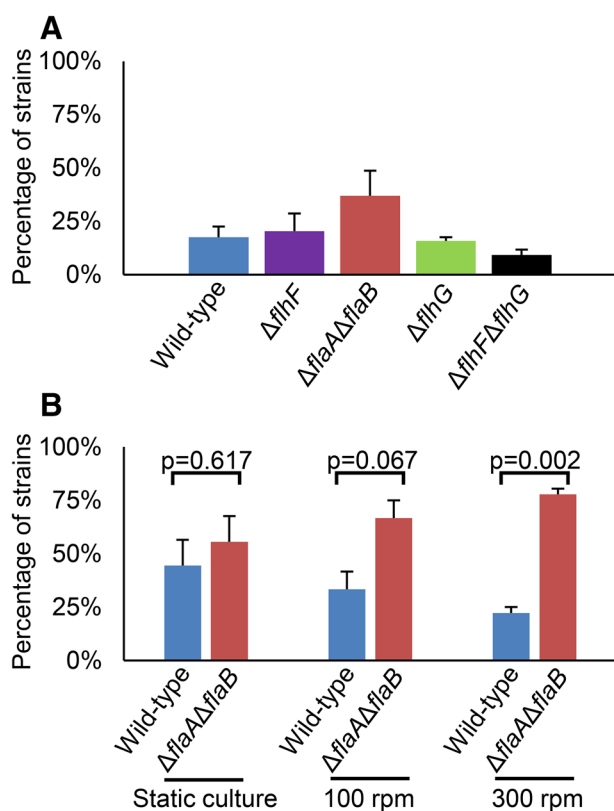 A
Percentage of strains
100%
75%
50%
25%
0%
Wild-type
ΔflhF
ΔflaAΔflaB
ΔflhG
ΔflhFΔflhG
B
Percentage of strains
100%
75%
50%
25%
0%
p=0.617
p=0.067
p=0.002
Wild-type
ΔflaAΔflaB
Wild-type
ΔflaAΔflaB
Wild-type
ΔflaAΔflaB
Static culture
100 rpm
300 rpm